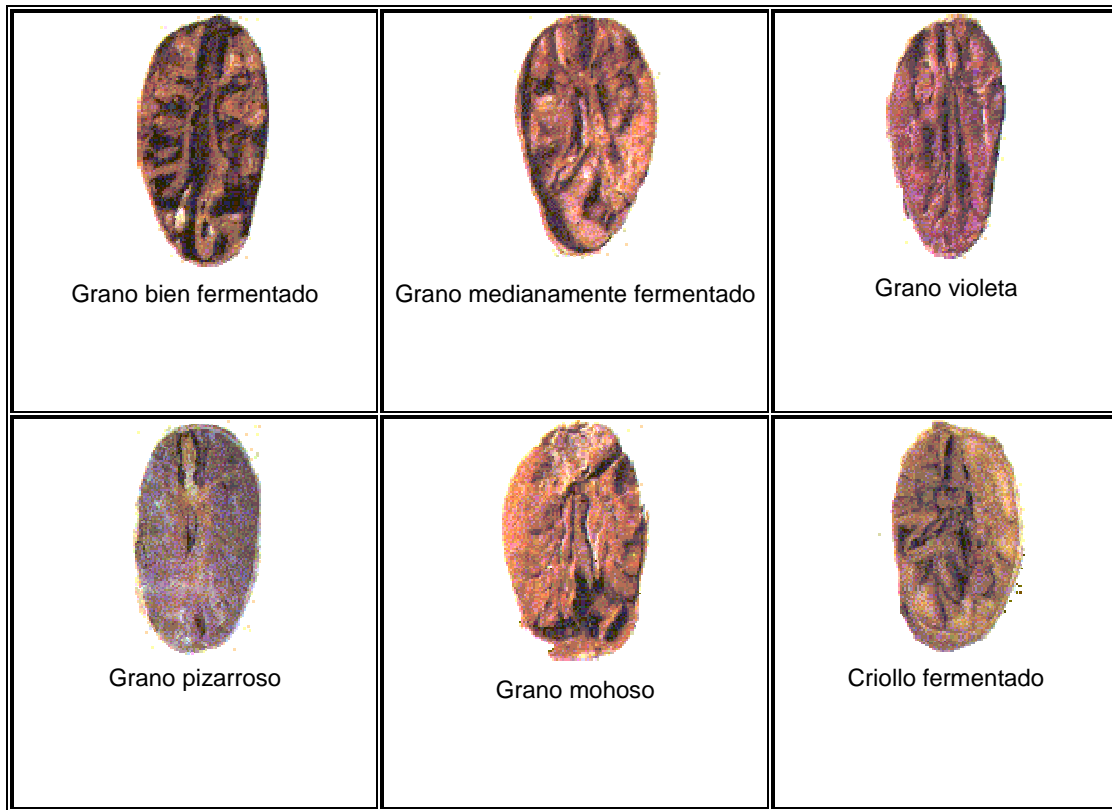 Grano bien fermentado
Grano medianamente fermentado
Grano violeta
Grano pizarroso
Grano mohoso
Criollo fermentado